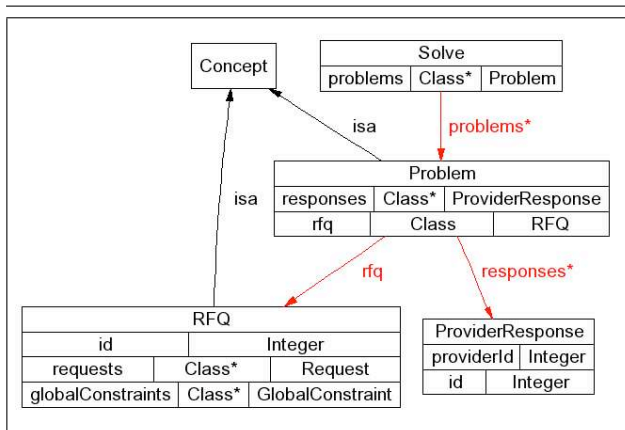 Solve
Concept
problems Class* Problem
isa problems*
Problem
responses Class* ProviderResponse
isa
rfq Class RFQ
rfq responses*
RFQ
ProviderResponse
id Integer
providerId Integer
requests Class* Request
id Integer
globalConstraints Class* GlobalConstraint